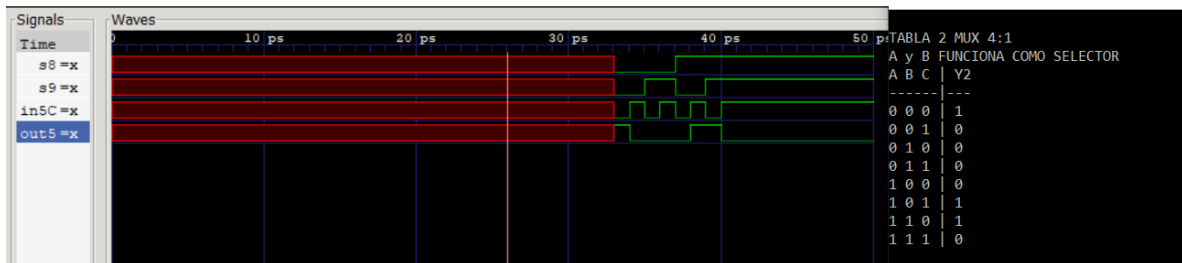 Signals
Waves
Time
0 10 ps 20 ps 30 ps 40 ps 50 ps
s8 =x
s9 =x
in5C =x
out5 =x
TABLA 2 MUX 4:1
A y B FUNCIONA COMO SELECTOR
A B C | Y2
------|---
0 0 0 | 1
0 0 1 | 0
0 1 0 | 0
0 1 1 | 0
1 0 0 | 0
1 0 1 | 1
1 1 0 | 1
1 1 1 | 0